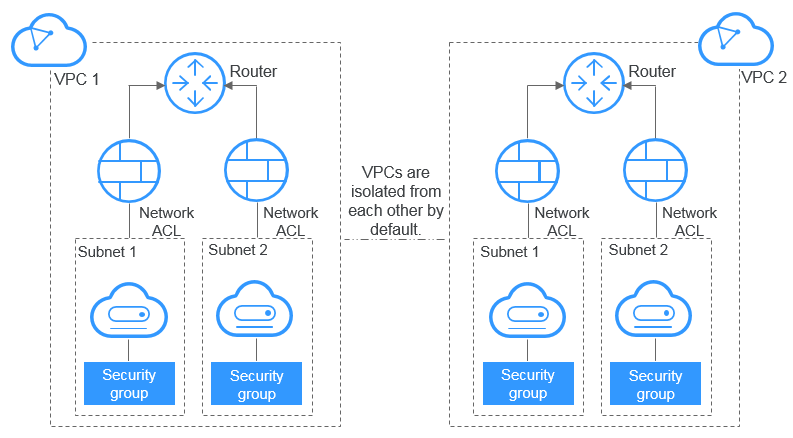 VPC 1
Router
Network
ACL
Network
ACL
Subnet 1
Subnet 2
Security
group
Security
group
VPCs are
isolated from
each other by
default.
VPC 2
Router
Network
ACL
Network
ACL
Subnet 1
Subnet 2
Security
group
Security
group